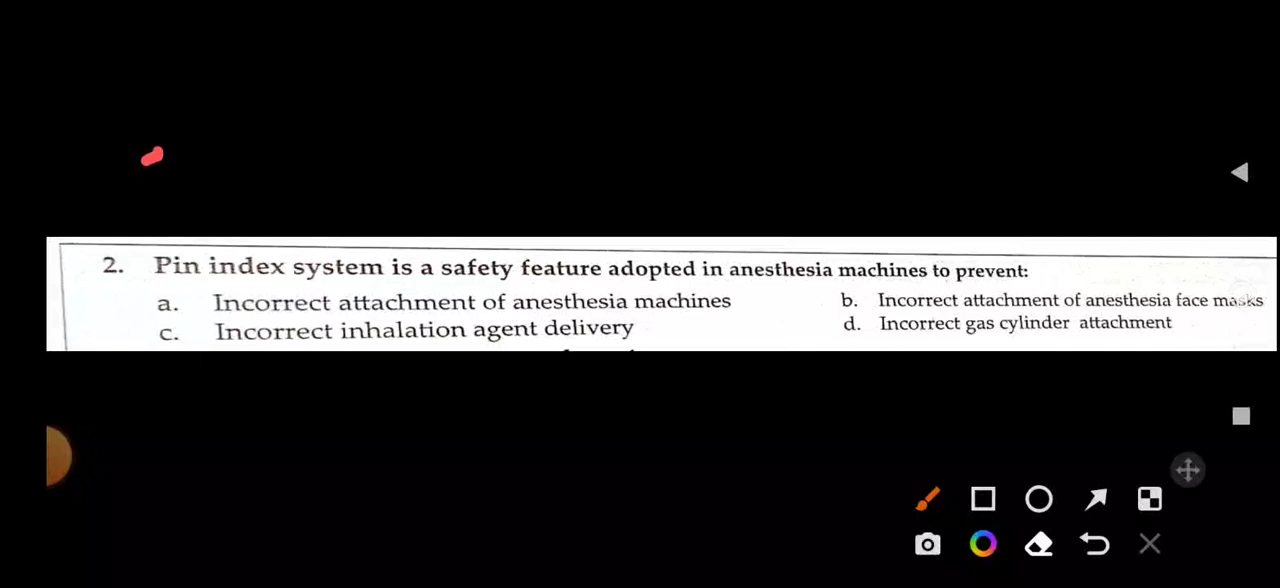 2. Pin index system is a safety feature adopted in anesthesia machines to prevent:
a. Incorrect attachment of anesthesia machines b. Incorrect attachment of anesthesia face masks
c. Incorrect inhalation agent delivery d. Incorrect gas cylinder attachment